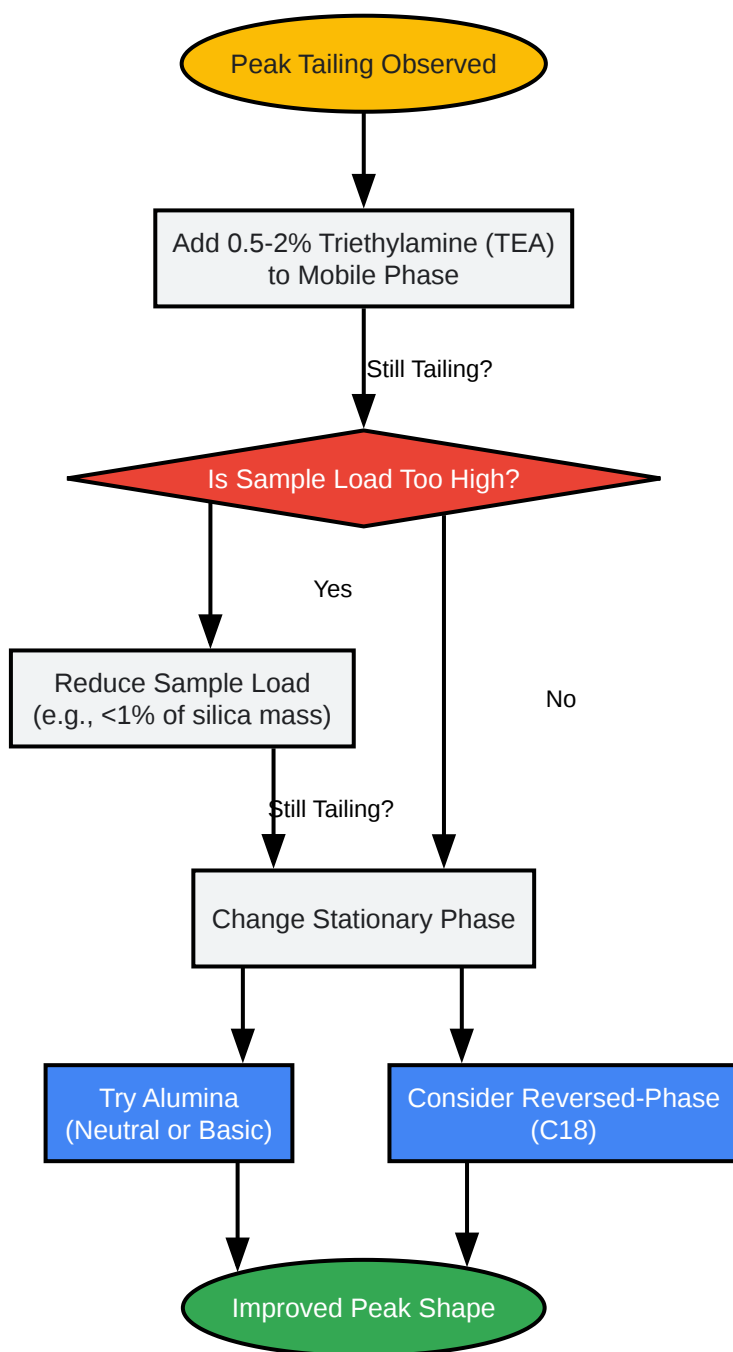 Peak Tailing Observed
Add 0.5-2% Triethylamine (TEA)
to Mobile Phase
Still Tailing?
Is Sample Load Too High?
Yes
Reduce Sample Load
(e.g., <1% of silica mass)
No
Still Tailing?
Change Stationary Phase
Try Alumina
(Neutral or Basic)
Consider Reversed-Phase
(C18)
Improved Peak Shape